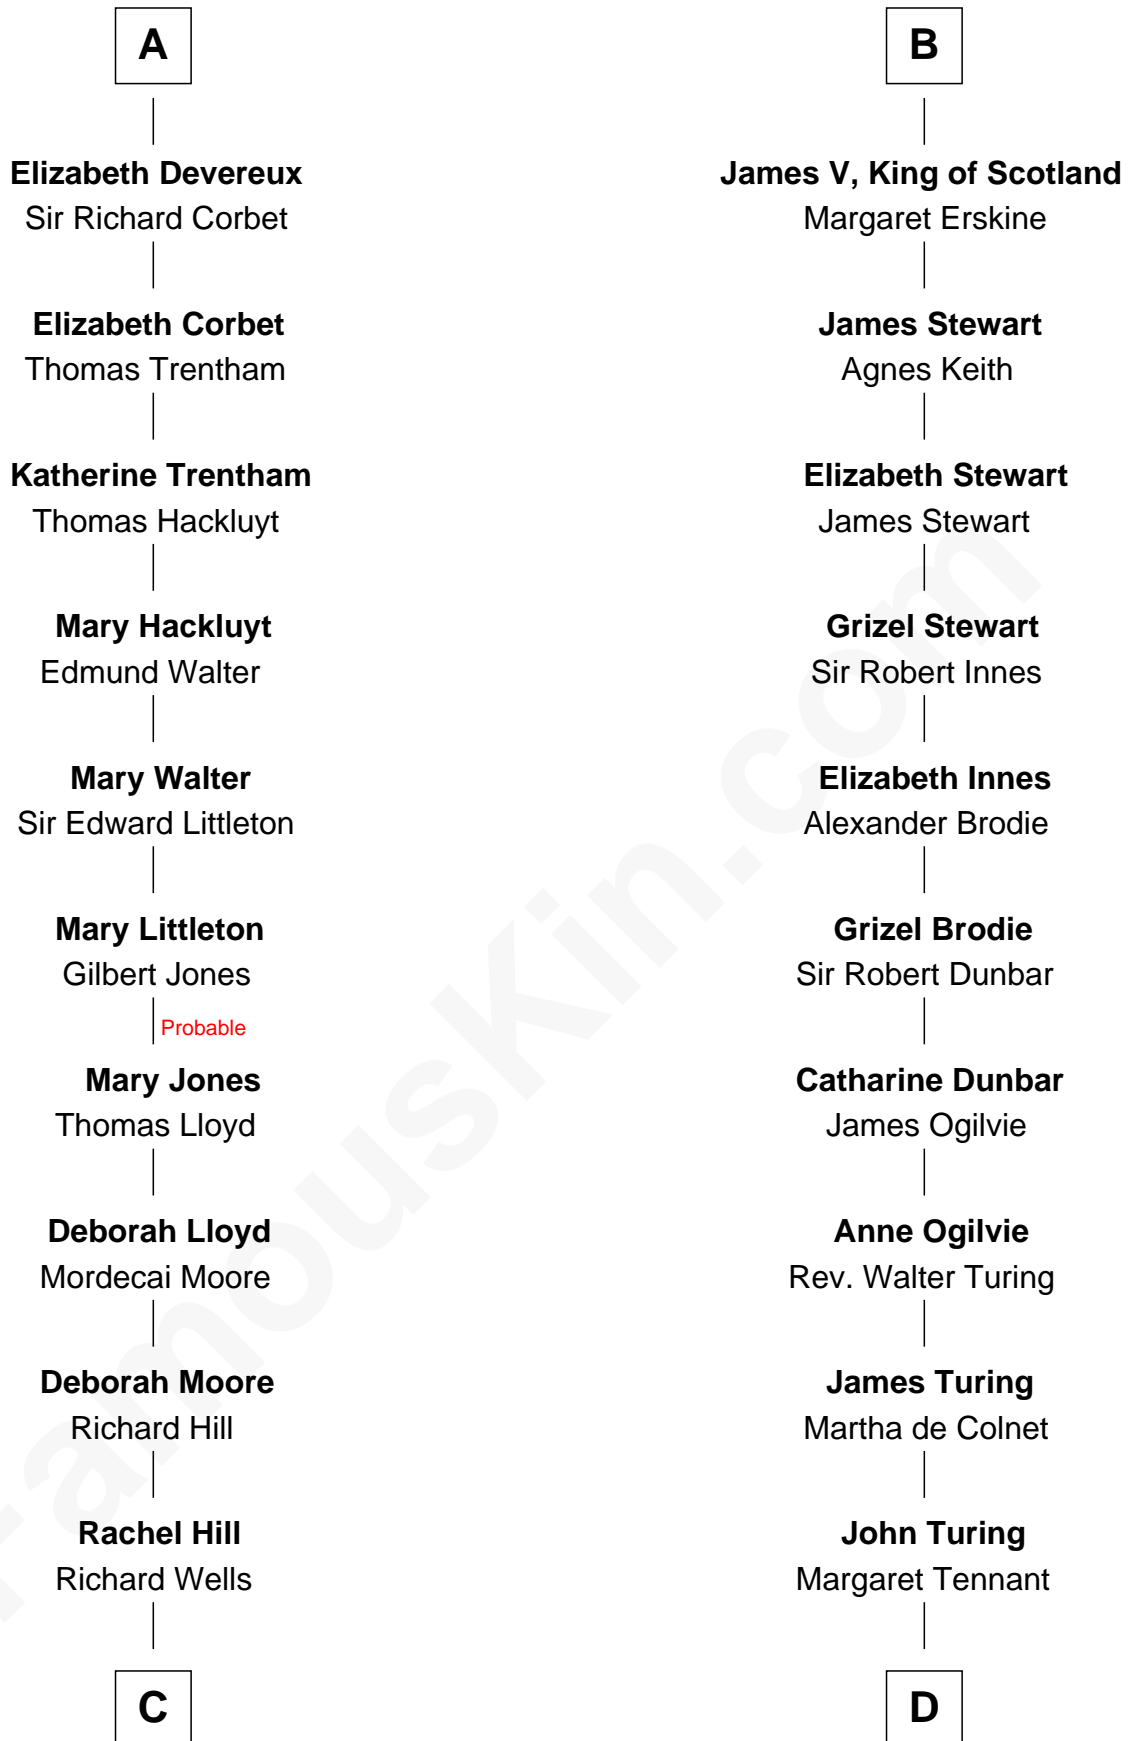 A
Elizabeth Devereux
Sir Richard Corbet
Elizabeth Corbet
Thomas Trentham
Katherine Trentham
Thomas Hackluyt
Mary Hackluyt
Edmund Walter
Mary Walter
Sir Edward Littleton
Mary Littleton
Gilbert Jones
Probable
Mary Jones
Thomas Lloyd
Deborah Lloyd
Mordecai Moore
Deborah Moore
Richard Hill
Rachel Hill
Richard Wells
C
B
James V, King of Scotland
Margaret Erskine
James Stewart
Agnes Keith
Elizabeth Stewart
James Stewart
Grizel Stewart
Sir Robert Innes
Elizabeth Innes
Alexander Brodie
Grizel Brodie
Sir Robert Dunbar
Catharine Dunbar
James Ogilvie
Anne Ogilvie
Rev. Walter Turing
James Turing
Martha de Colnet
John Turing
Margaret Tennant
D
FamousKin.com